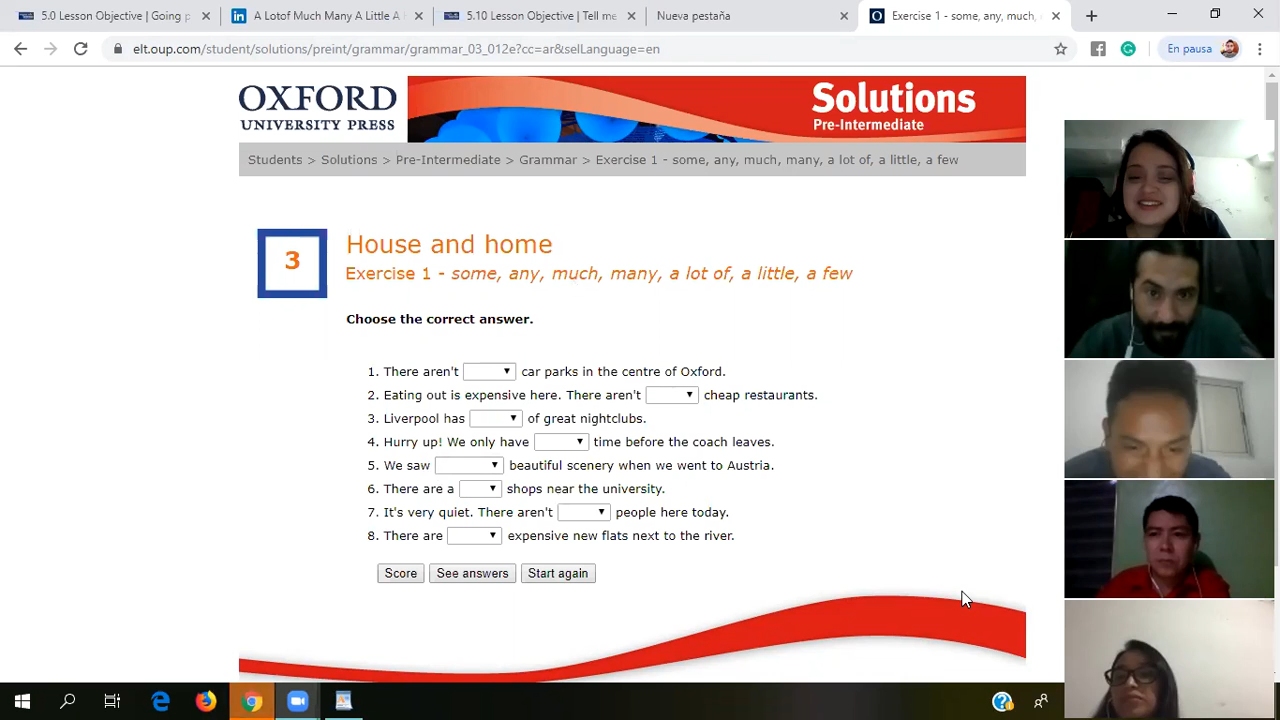 5.0 Lesson Objective | Going p
A Lotof Much Many A Little A
5.10 Lesson Objective | Tell me
Nueva pestaña
Exercise 1 - some, any, much,
elt.oup.com/student/solutions/preint/grammar/grammar_03_012e?cc=ar&selLanguage=en
En pausa
OXFORD
UNIVERSITY PRESS
Solutions
Pre-Intermediate
Students > Solutions > Pre-Intermediate > Grammar > Exercise 1 - some, any, much, many, a lot of, a little, a few
3
House and home
Exercise 1 - some, any, much, many, a lot of, a little, a few
Choose the correct answer.
1. There aren't car parks in the centre of Oxford.
2. Eating out is expensive here. There aren't cheap restaurants.
3. Liverpool has of great nightclubs.
4. Hurry up! We only have time before the coach leaves.
5. We saw beautiful scenery when we went to Austria.
6. There are a shops near the university.
7. It's very quiet. There aren't people here today.
8. There are expensive new flats next to the river.
Score See answers Start again